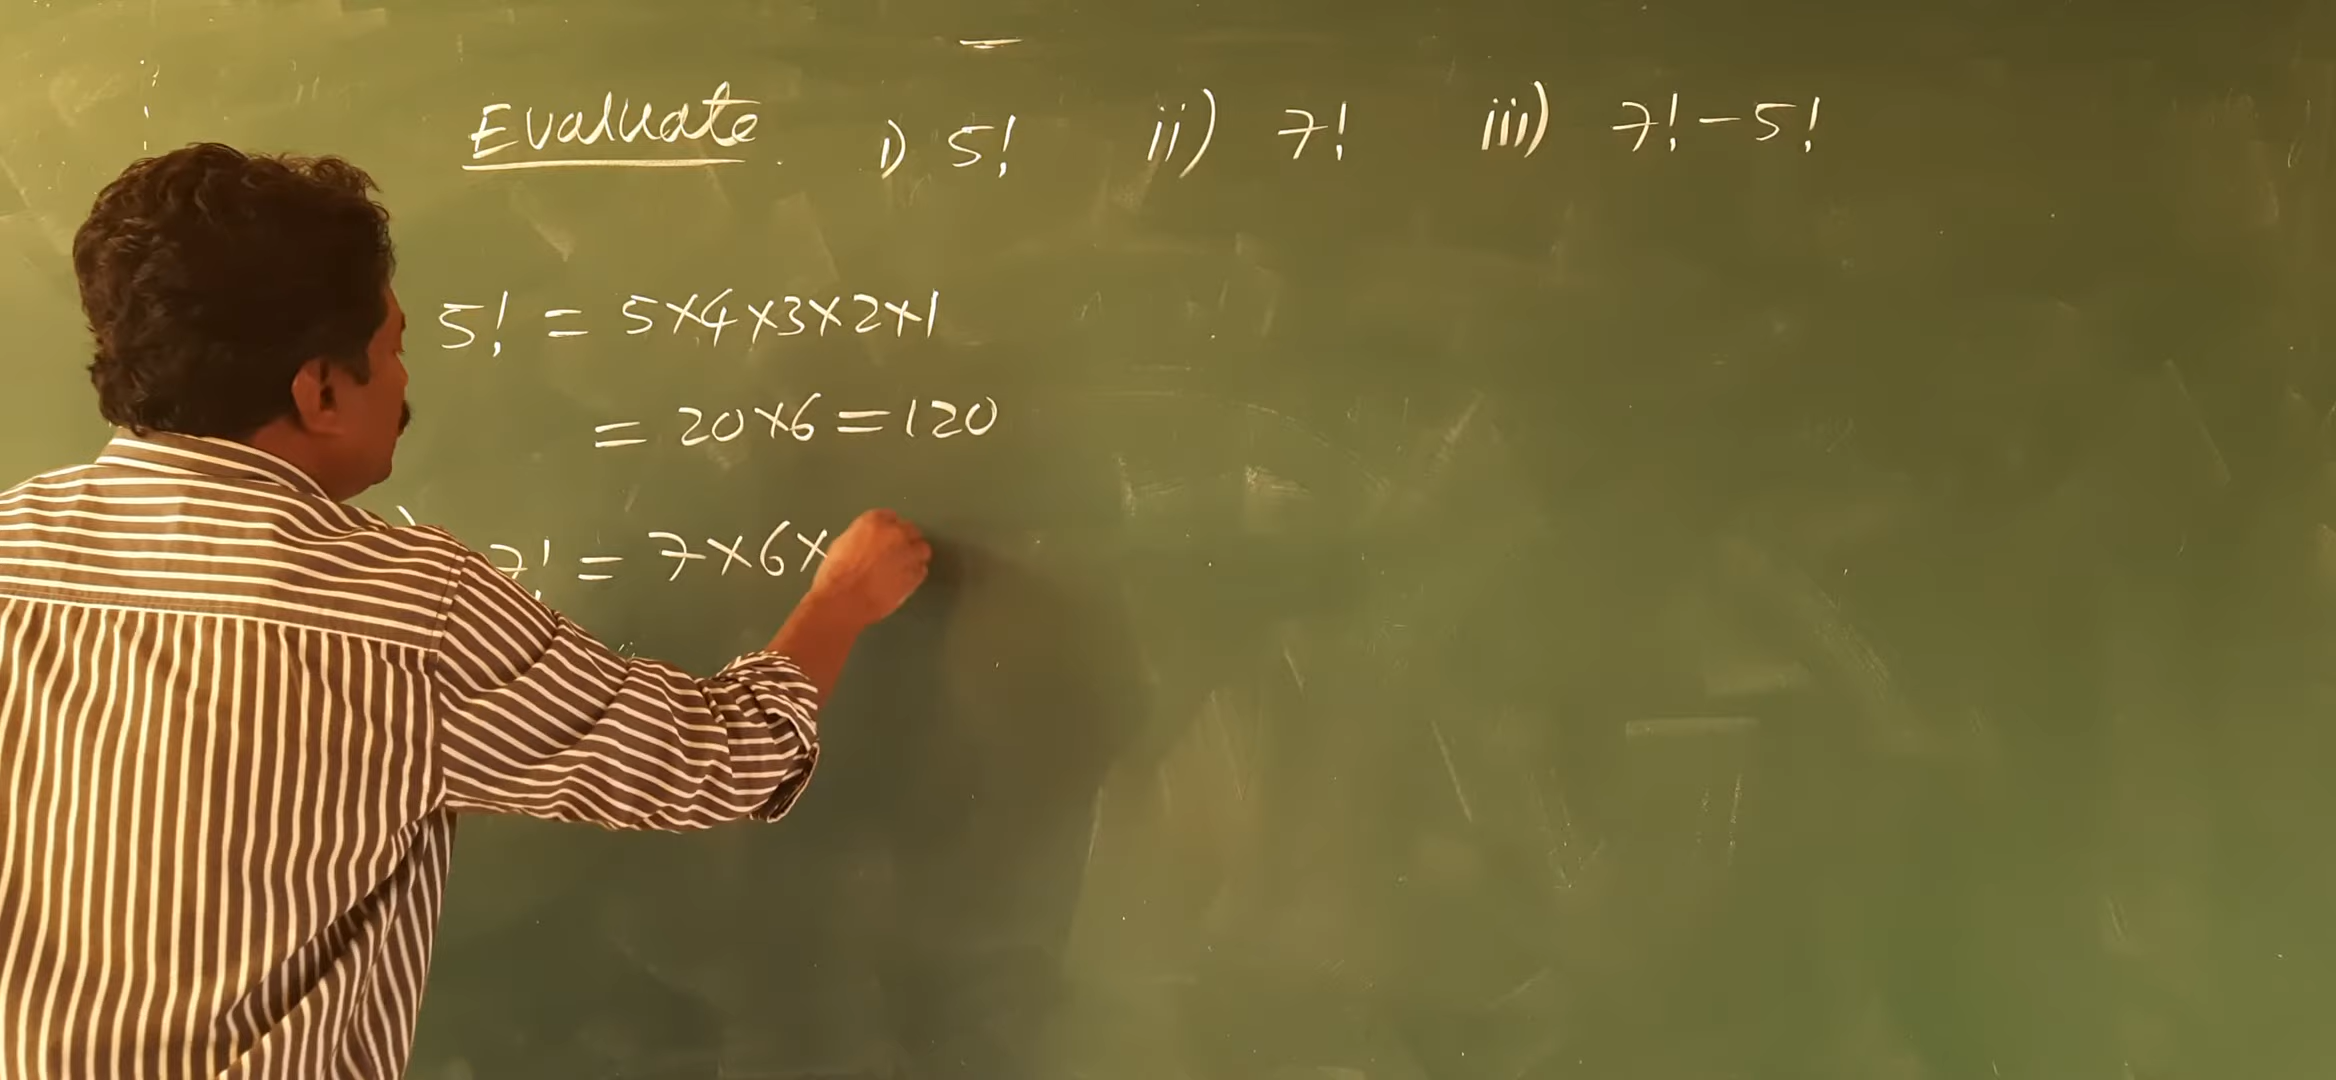 Evaluate i) 5! ii) 7! iii) 7! - 5!
5! = 5×4×3×2×1
= 20×6 = 120
) 7! = 7×6×